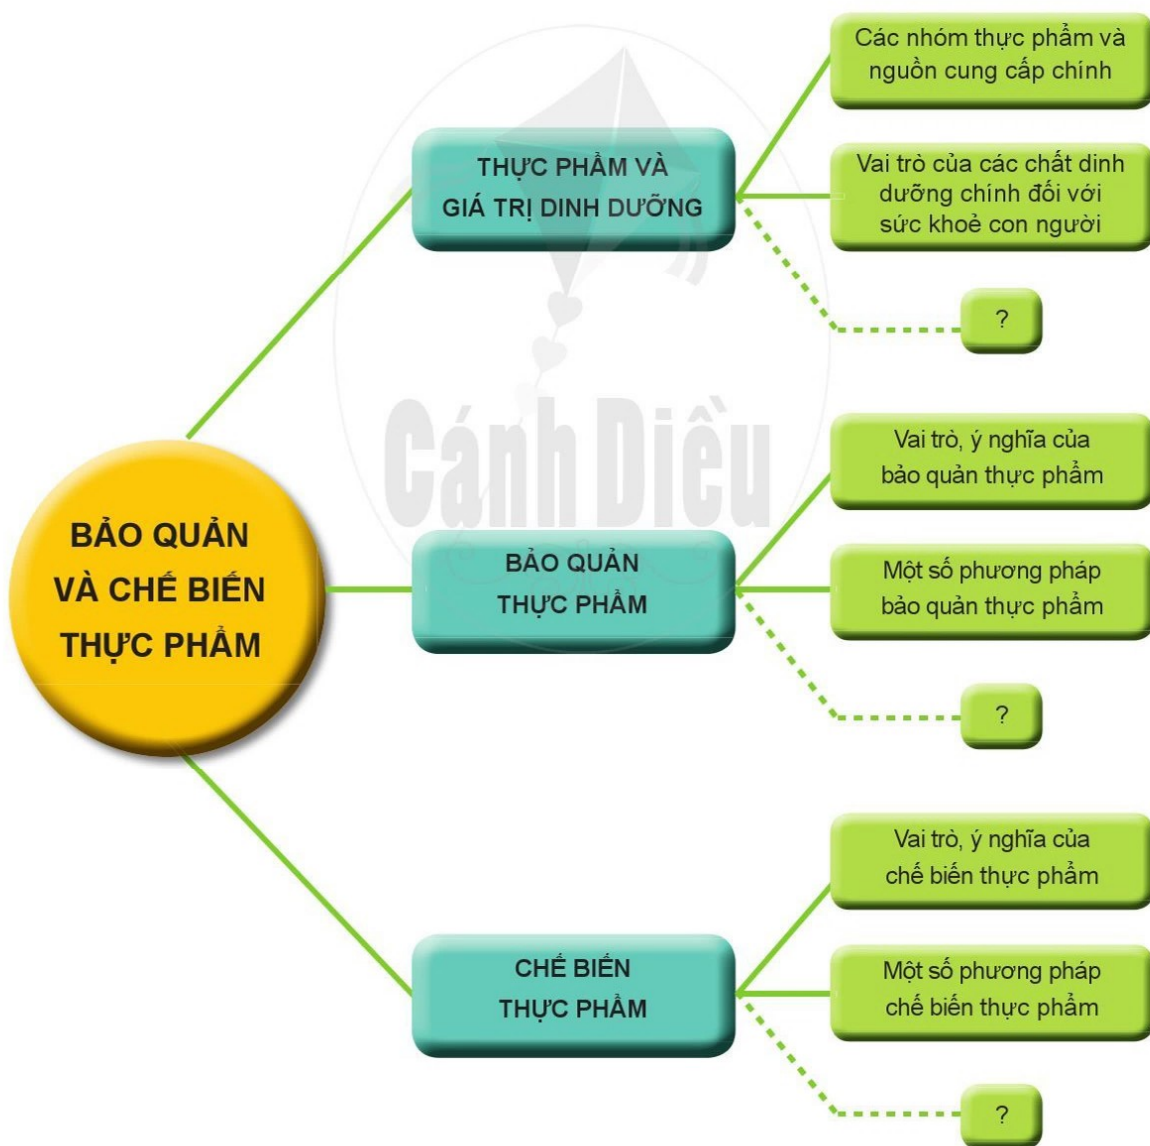 Các nhóm thực phẩm và
nguồn cung cấp chính
THỰC PHẨM VÀ
GIÁ TRỊ DINH DƯỠNG
Vai trò của các chất dinh
dưỡng chính đối với
sức khoẻ con người
?
Cánh Diều
BẢO QUẢN
VÀ CHẾ BIẾN
THỰC PHẨM
Vai trò, ý nghĩa của
bảo quản thực phẩm
BẢO QUẢN
THỰC PHẨM
Một số phương pháp
bảo quản thực phẩm
?
Vai trò, ý nghĩa của
chế biến thực phẩm
CHẾ BIẾN
THỰC PHẨM
Một số phương pháp
chế biến thực phẩm
?